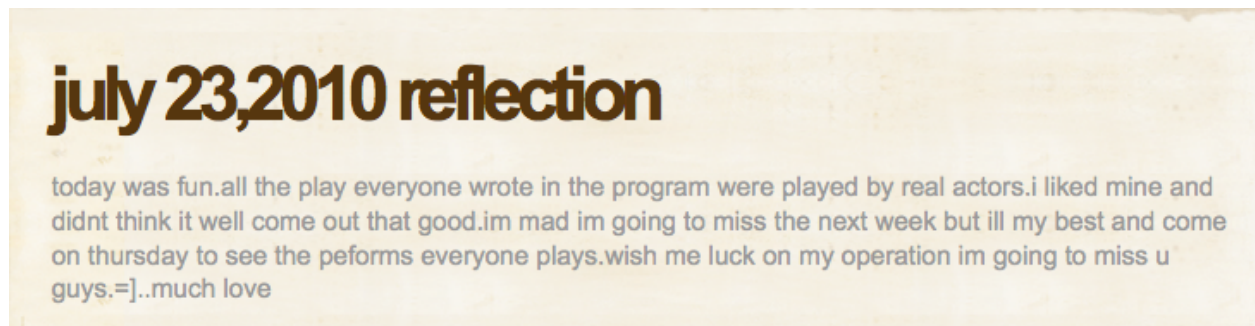 july 23,2010 reflection
today was fun.all the play everyone wrote in the program were played by real actors.i liked mine and
didnt think it well come out that good.im mad im going to miss the next week but ill my best and come
on thursday to see the peforms everyone plays.wish me luck on my operation im going to miss u
guys.=]..much love